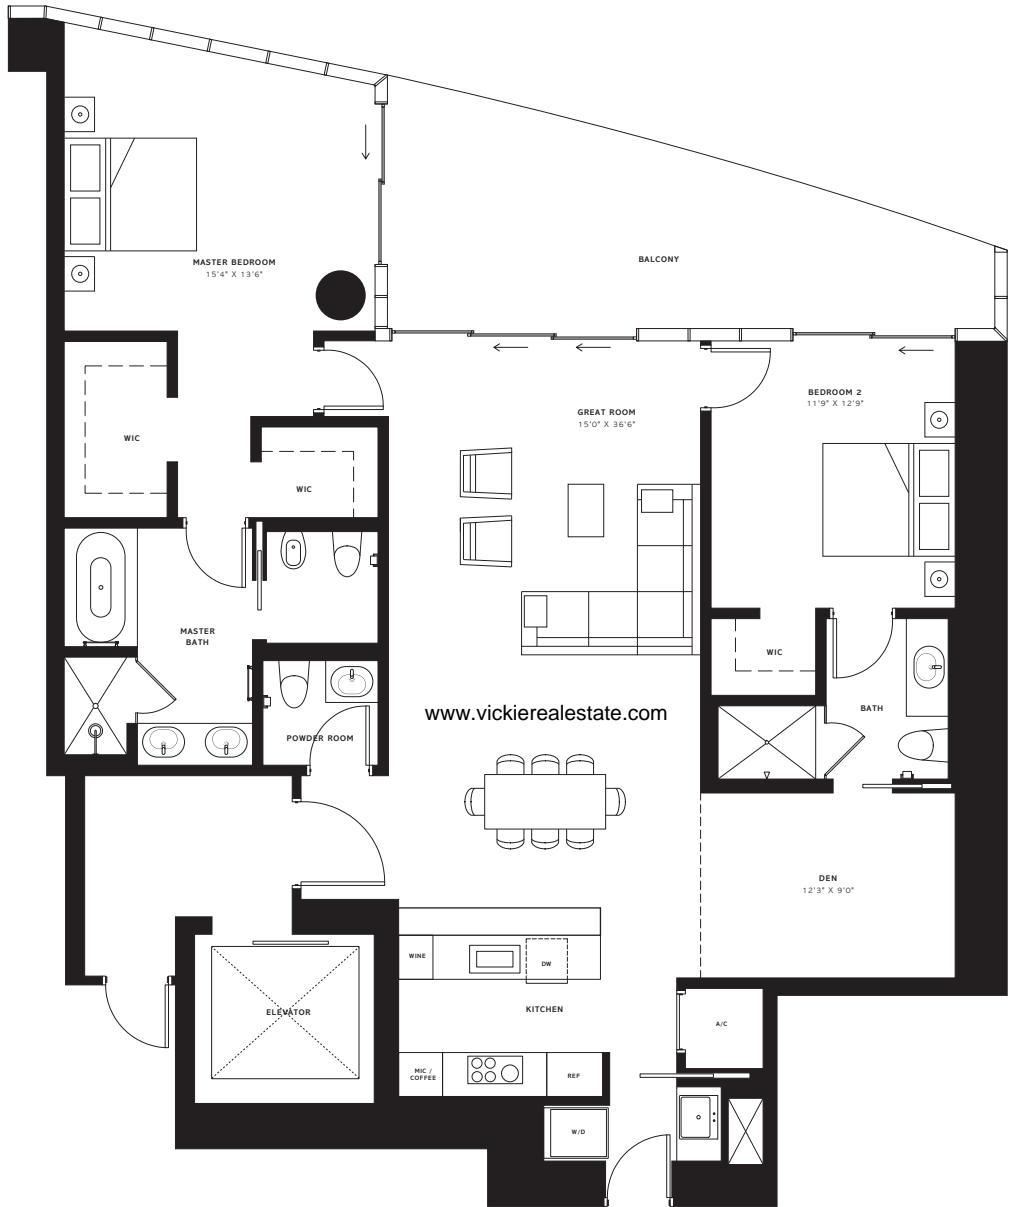 MASTER BEDROOM
15'4" X 13'6"
BALCONY
BEDROOM 2
11'9" X 12'9"
GREAT ROOM
15'0" X 36'6"
WIC
WIC
MASTER
BATH
WIC
BATH
www.vickierealestate.com
POWDER ROOM
DEN
12'3" X 9'0"
WINE
DW
ELEVATOR
KITCHEN
A/C
MIC /
COFFEE
REF
W/D